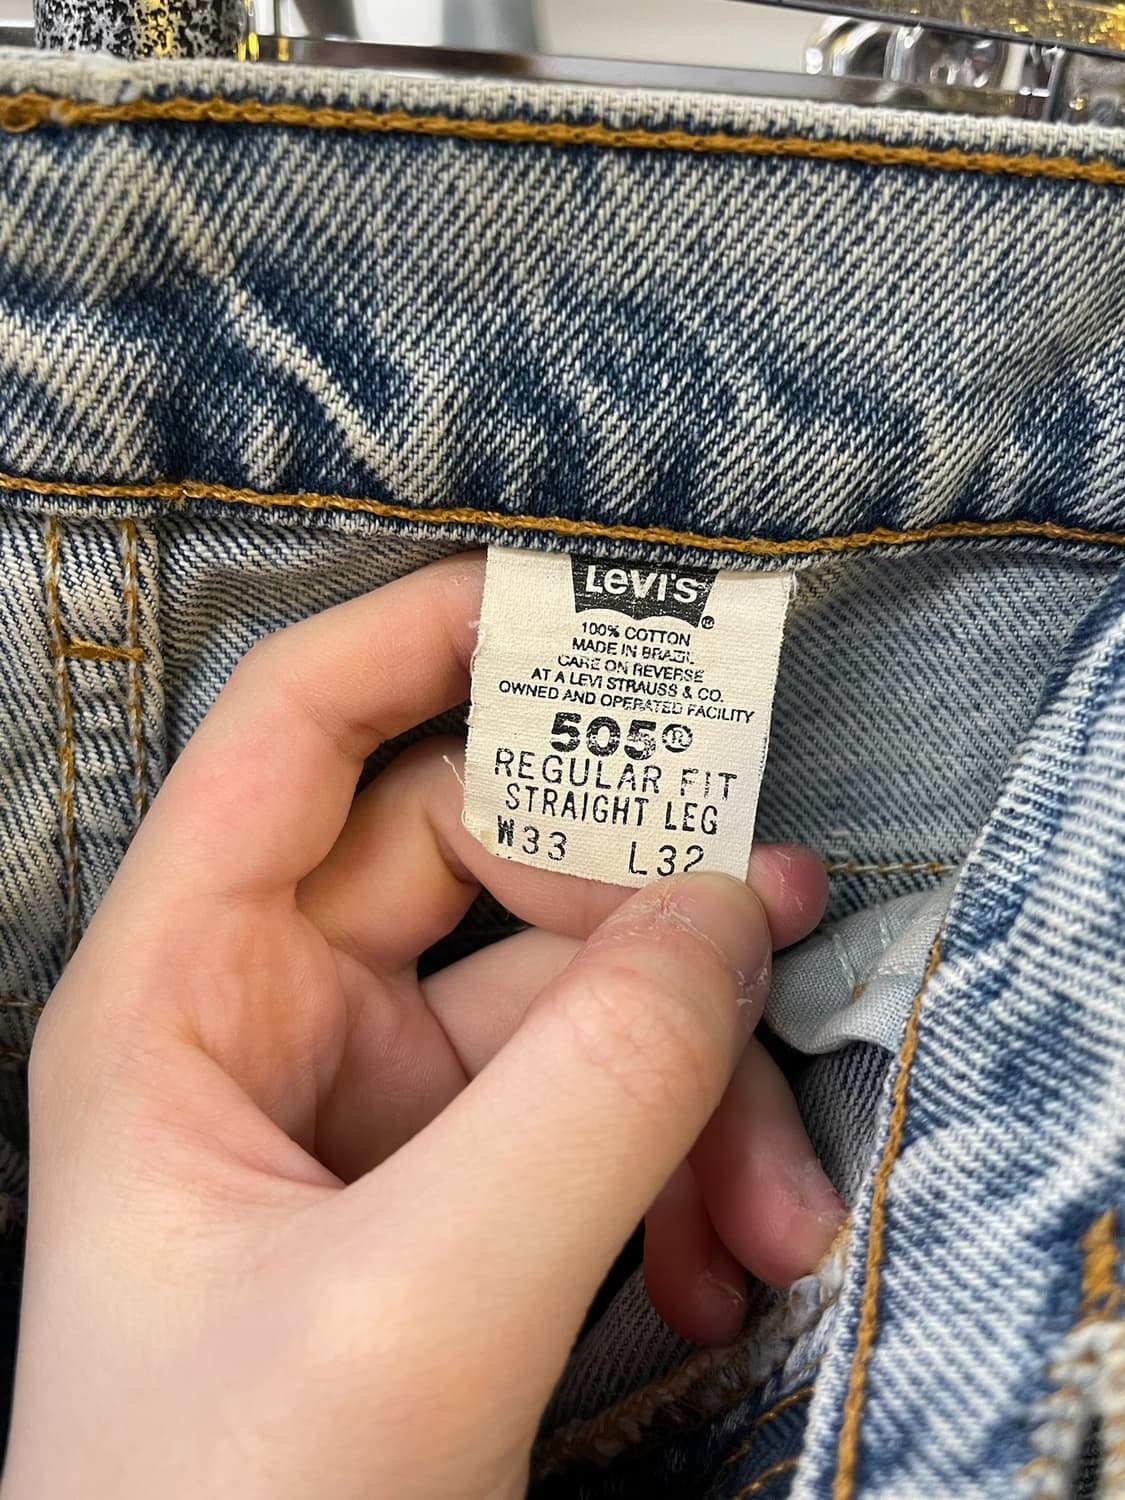 Levi's®
100% COTTON
MADE IN BRAZIL
CARE ON REVERSE
AT A LEVI STRAUSS & CO.
OWNED AND OPERATED FACILITY
505®
REGULAR FIT
STRAIGHT LEG
W33 L32